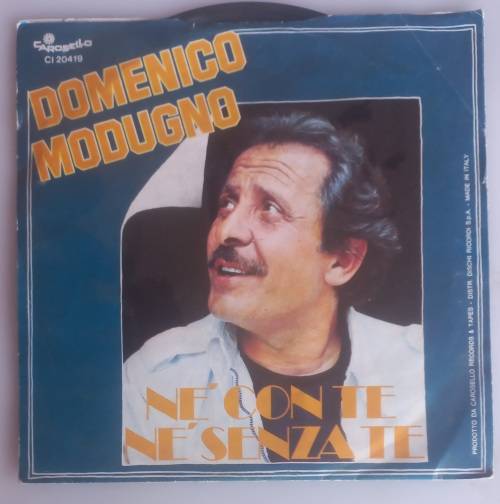 CAROSELLO
CI 20419
DOMENICO
MODUGNO
NE' CON TE
NE' SENZA TE
PRODOTTO DA CAROSELLO RECORDS & TAPES - DISTR. DISCHI RICORDI S.p.A. - MADE IN ITALY